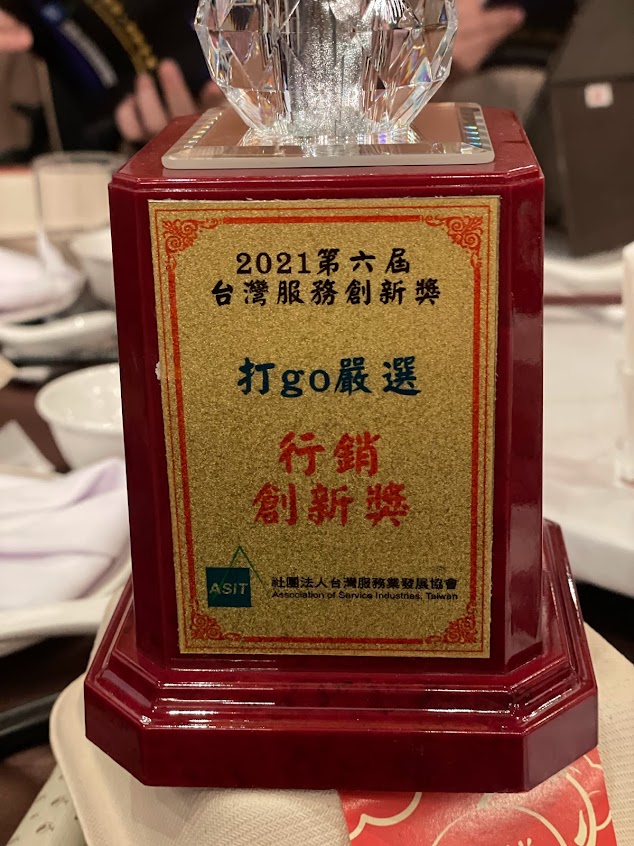 2021第六屆
台灣服務創新獎
打go嚴選
行銷
創新獎
ASIT
社團法人台灣服務業發展協會
Association of Service Industries, Taiwan